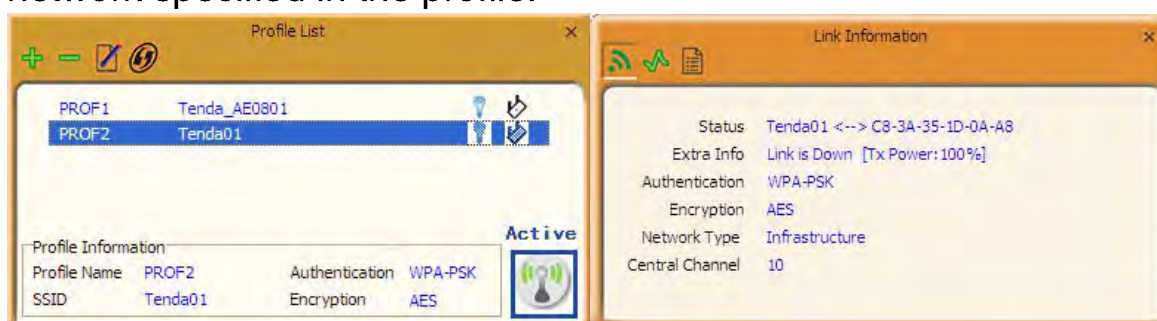 network specified in the profile.
Profile List
PROF1 Tenda_AE0801
PROF2 Tenda01
Active
Profile Information
Profile Name PROF2 Authentication WPA-PSK
SSID Tenda01 Encryption AES
Link Information
Status Tenda01 <--> C8-3A-35-1D-0A-A8
Extra Info Link is Down [Tx Power:100%]
Authentication WPA-PSK
Encryption AES
Network Type Infrastructure
Central Channel 10